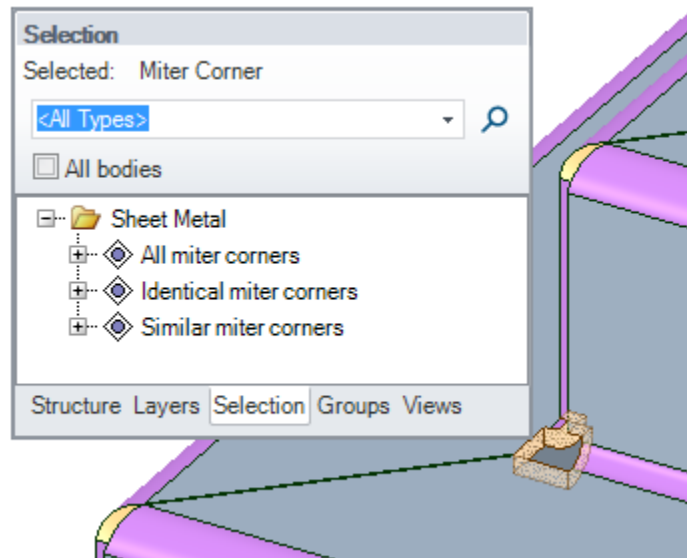 Selection
Selected: Miter Corner
<All Types>
All bodies
Sheet Metal
All miter corners
Identical miter corners
Similar miter corners
Structure Layers Selection Groups Views